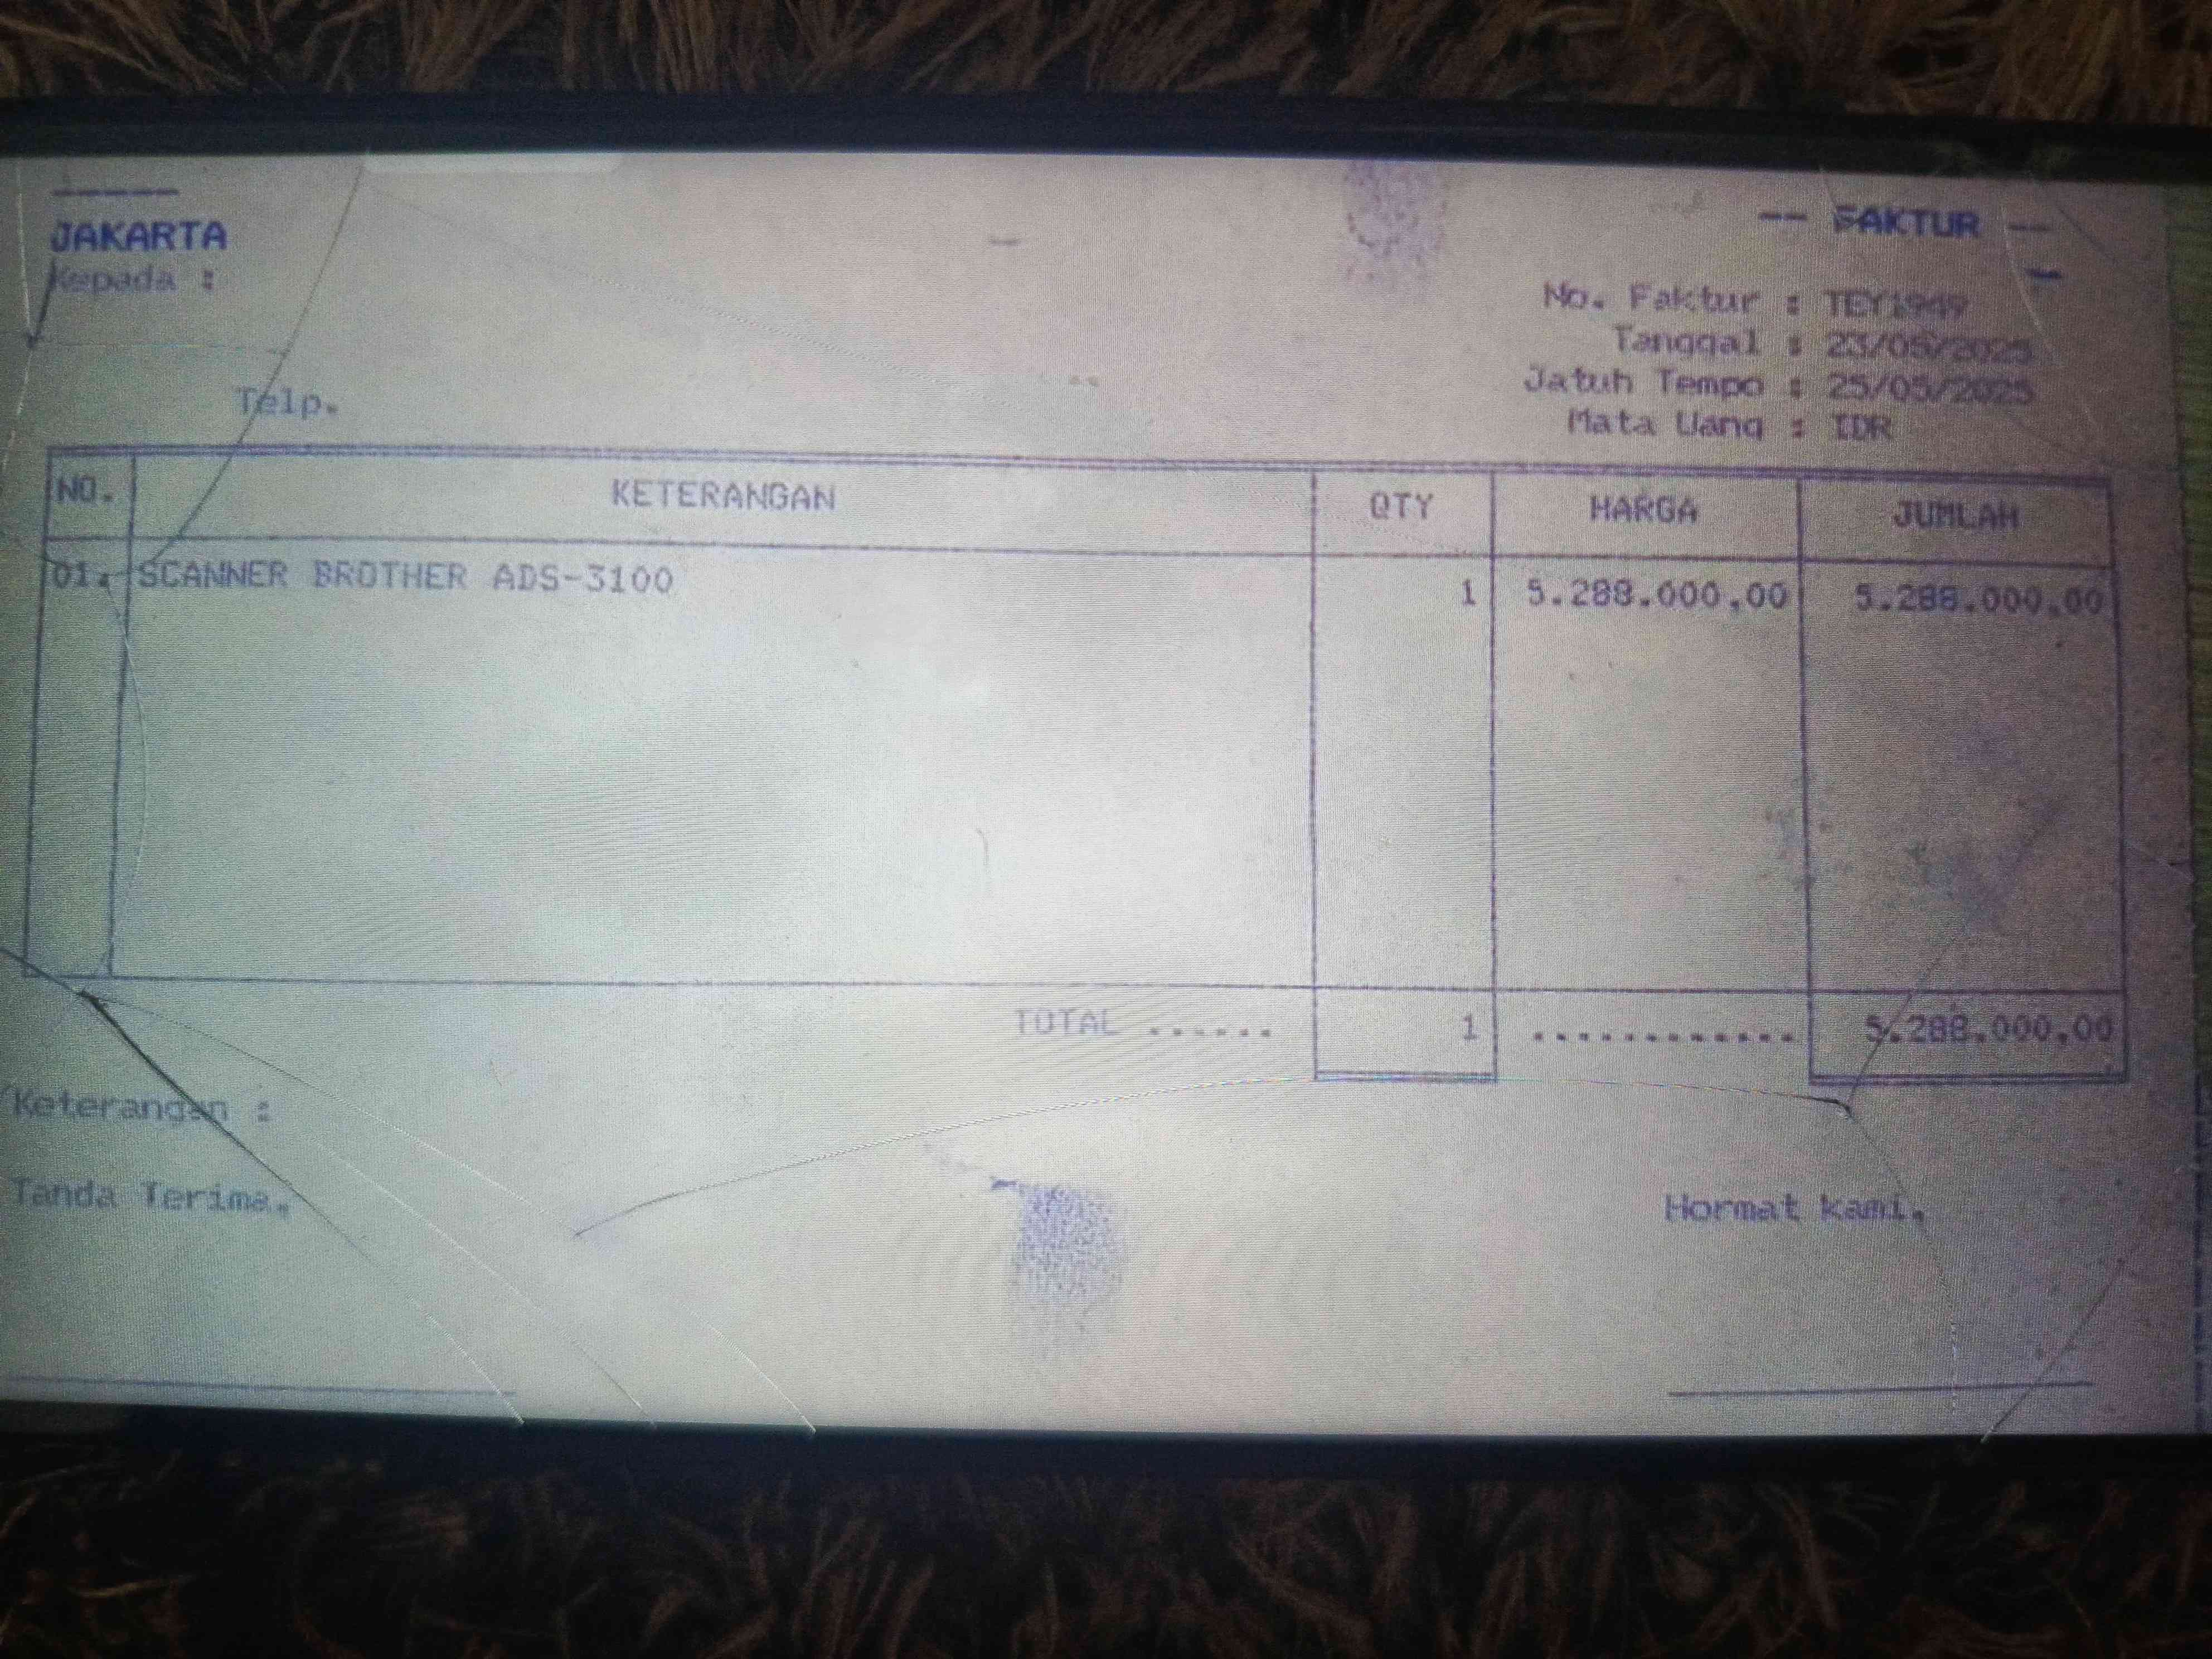 JAKARTA
Kepada :
Telp.
-- FAKTUR --
No. Faktur :
Tanggal : 23/05/2025
Jatuh Tempo : 25/05/2025
Mata Uang : IDR
NO. KETERANGAN QTY HARGA JUMLAH
01. SCANNER BROTHER ADS-3100 1 5.288.000,00 5.288.000,00
TOTAL ...... 1 ............ 5.288.000,00
Keterangan :
Tanda Terima,
Hormat kami,